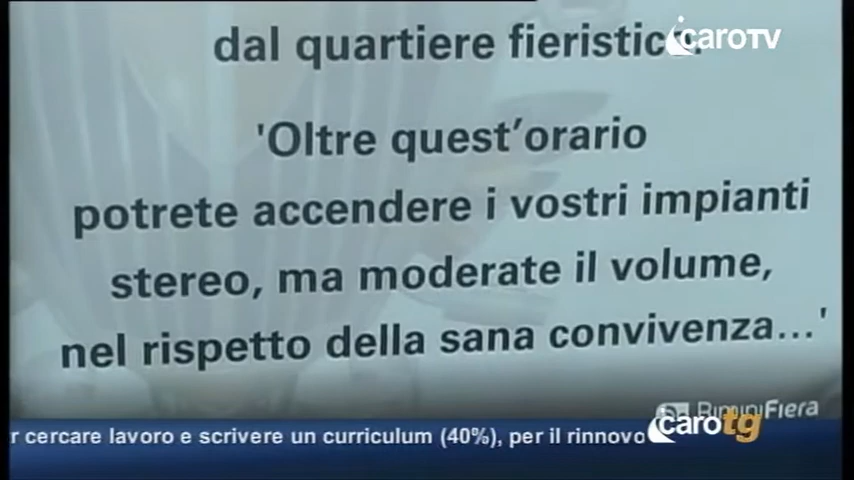 dal quartiere fieristico.
icaroTV
'Oltre quest'orario
potrete accendere i vostri impianti
stereo, ma moderate il volume,
nel rispetto della sana convivenza...'
RiminiFiera
r cercare lavoro e scrivere un curriculum (40%), per il rinnovo
icarotg